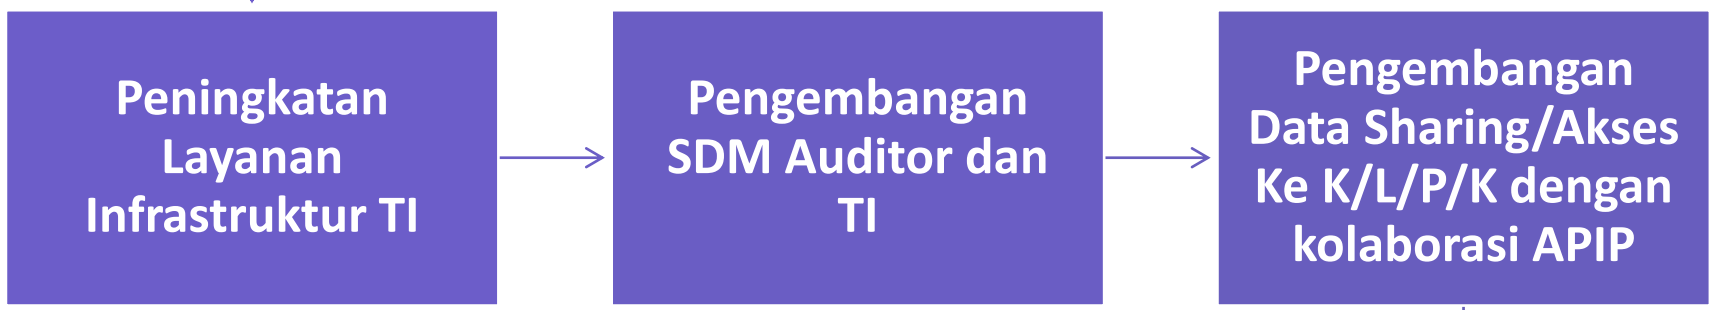 Peningkatan
Layanan
Infrastruktur TI
Pengembangan
SDM Auditor dan
TI
Pengembangan
Data Sharing/Akses
Ke K/L/P/K dengan
kolaborasi APIP